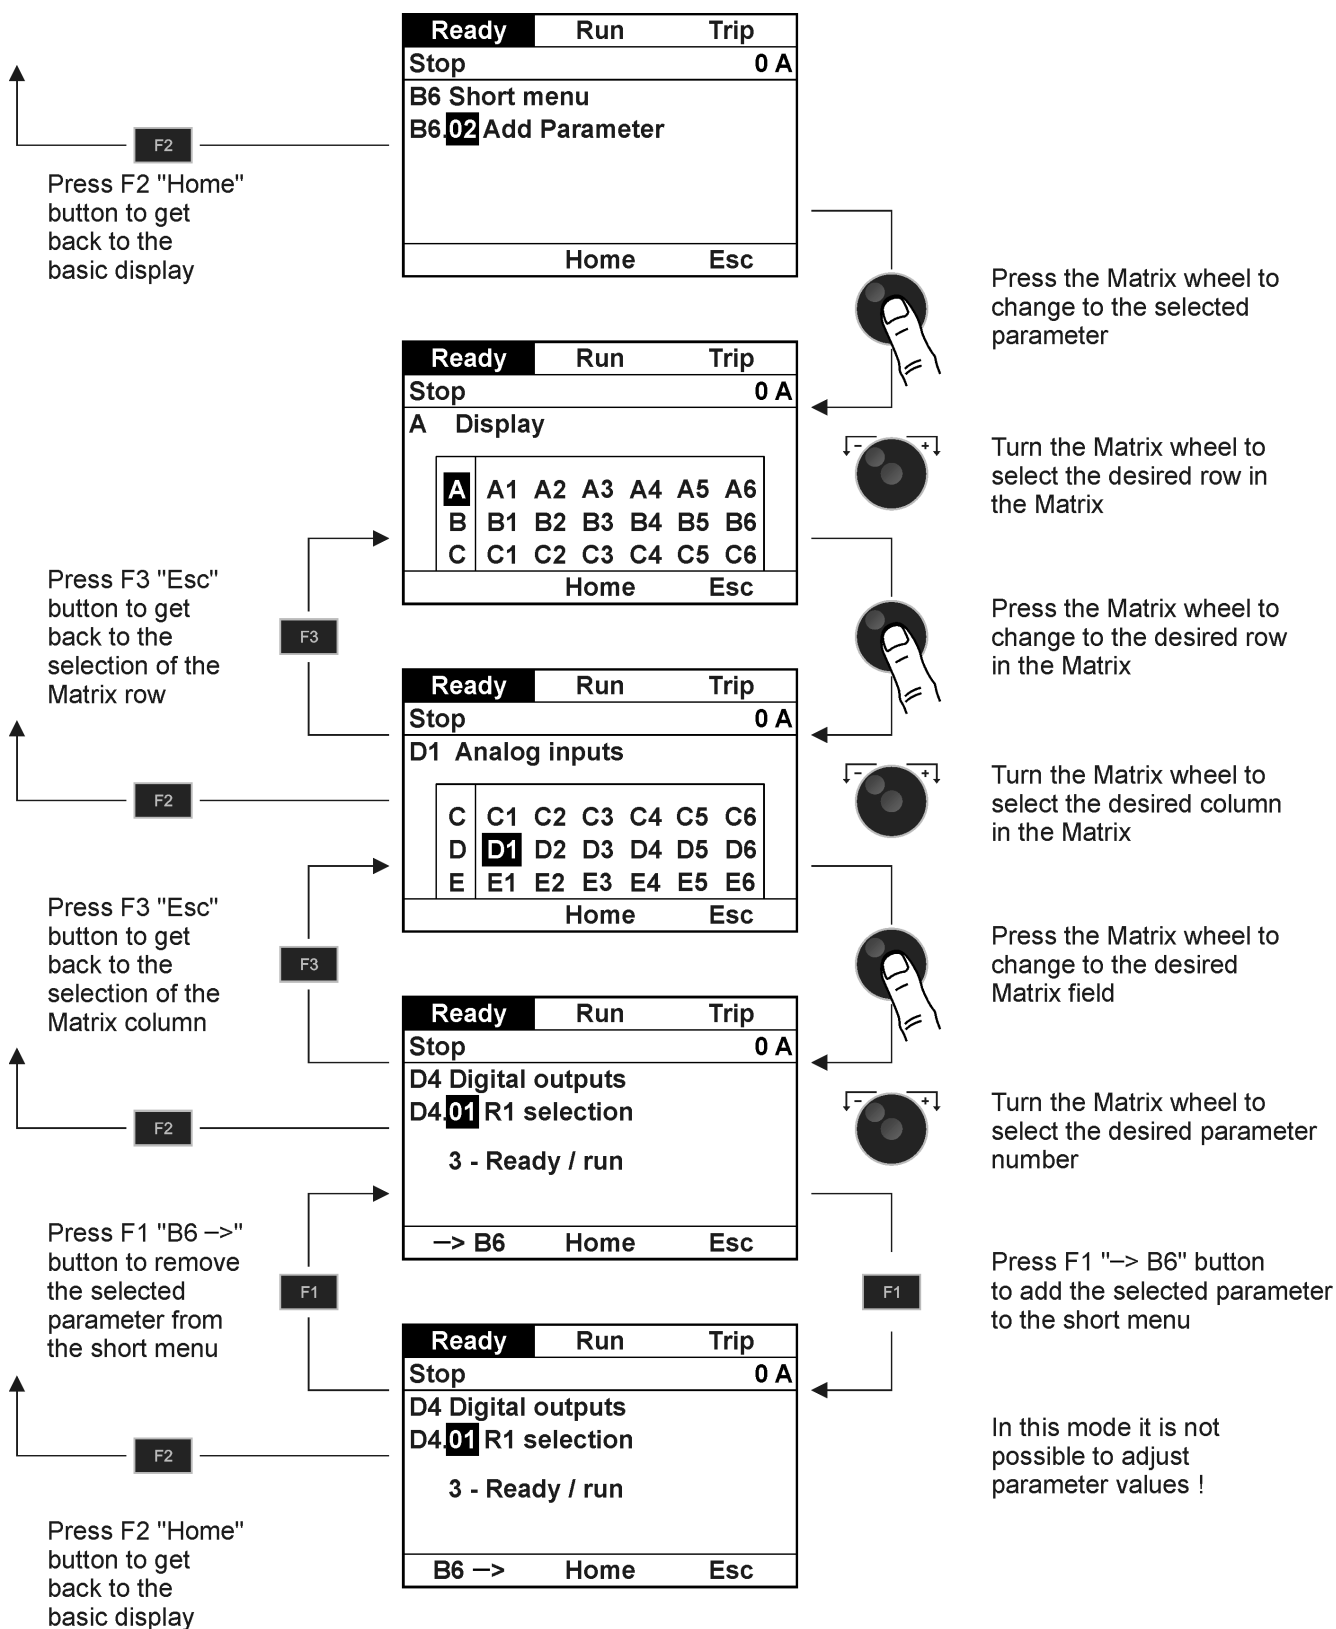 Ready Run Trip
Stop 0 A
B6 Short menu
B6.02 Add Parameter
Home Esc
F2
Press F2 "Home"
button to get
back to the
basic display
Press the Matrix wheel to
change to the selected
parameter
Ready Run Trip
Stop 0 A
A Display
A A1 A2 A3 A4 A5 A6
B B1 B2 B3 B4 B5 B6
C C1 C2 C3 C4 C5 C6
Home Esc
- +
Turn the Matrix wheel to
select the desired row in
the Matrix
Press F3 "Esc"
button to get
back to the
selection of the
Matrix row
F3
Press the Matrix wheel to
change to the desired row
in the Matrix
Ready Run Trip
Stop 0 A
D1 Analog inputs
C C1 C2 C3 C4 C5 C6
D D1 D2 D3 D4 D5 D6
E E1 E2 E3 E4 E5 E6
Home Esc
F2
- +
Turn the Matrix wheel to
select the desired column
in the Matrix
Press F3 "Esc"
button to get
back to the
selection of the
Matrix column
F3
Press the Matrix wheel to
change to the desired
Matrix field
Ready Run Trip
Stop 0 A
D4 Digital outputs
D4.01 R1 selection
3 - Ready / run
–> B6 Home Esc
F2
- +
Turn the Matrix wheel to
select the desired parameter
number
Press F1 "B6 –>"
button to remove
the selected
parameter from
the short menu
F1
F1
Press F1 "–> B6" button
to add the selected parameter
to the short menu
Ready Run Trip
Stop 0 A
D4 Digital outputs
D4.01 R1 selection
3 - Ready / run
B6 –> Home Esc
F2
In this mode it is not
possible to adjust
parameter values !
Press F2 "Home"
button to get
back to the
basic display